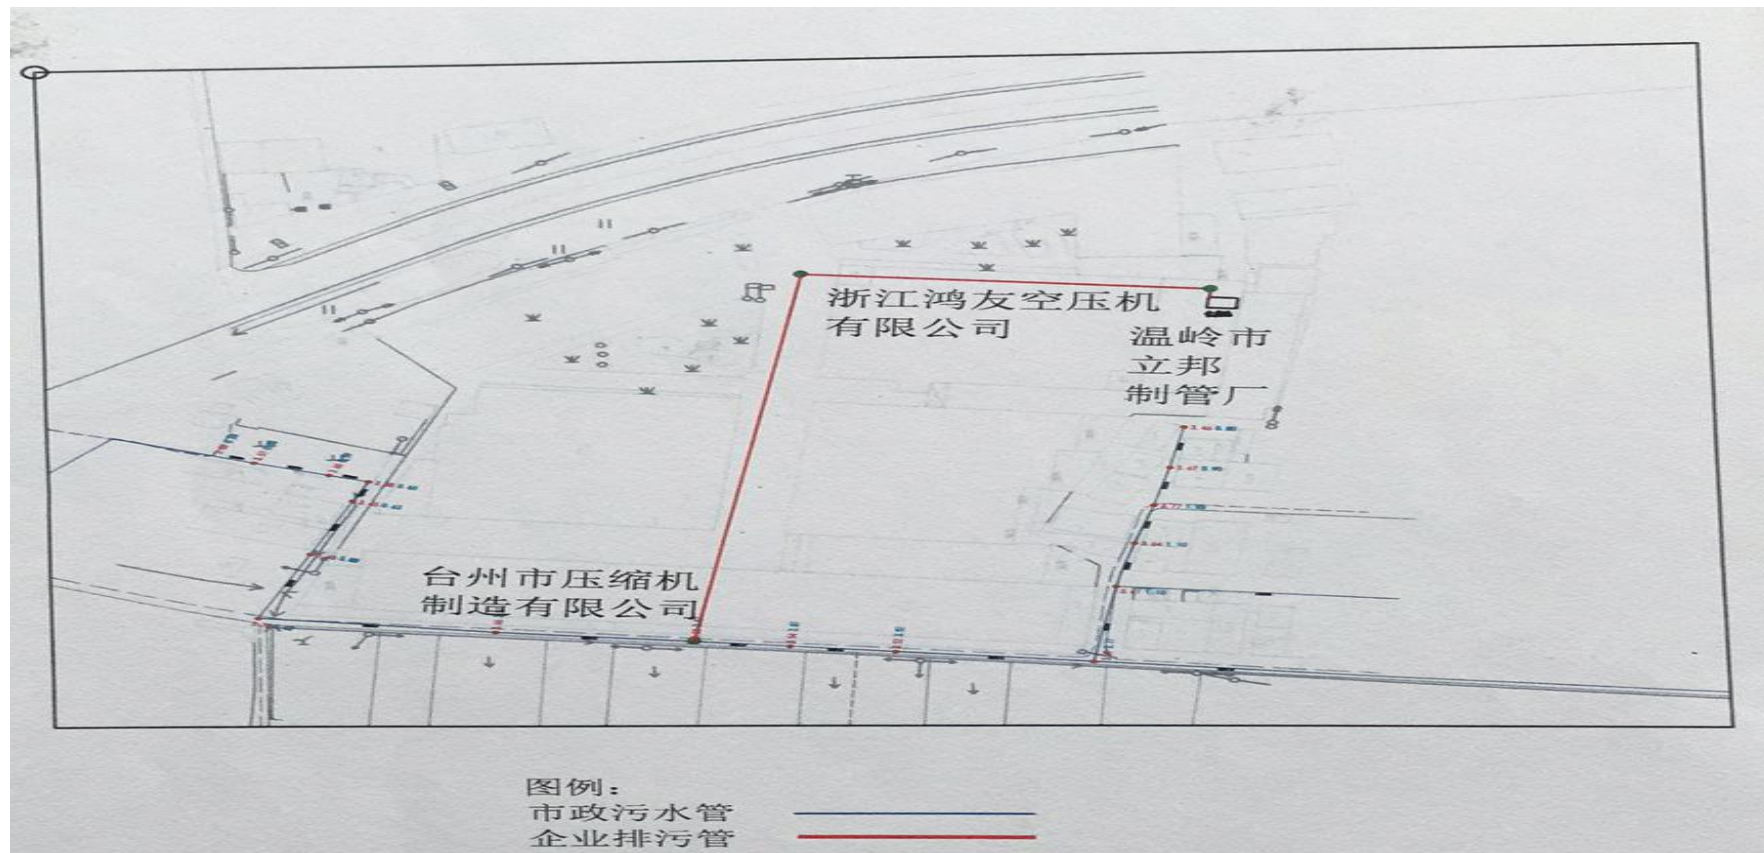 浙江鸿友空压机
有限公司
温岭市
立邦
制管厂
台州市压缩机
制造有限公司
图例：
市政污水管
企业排污管